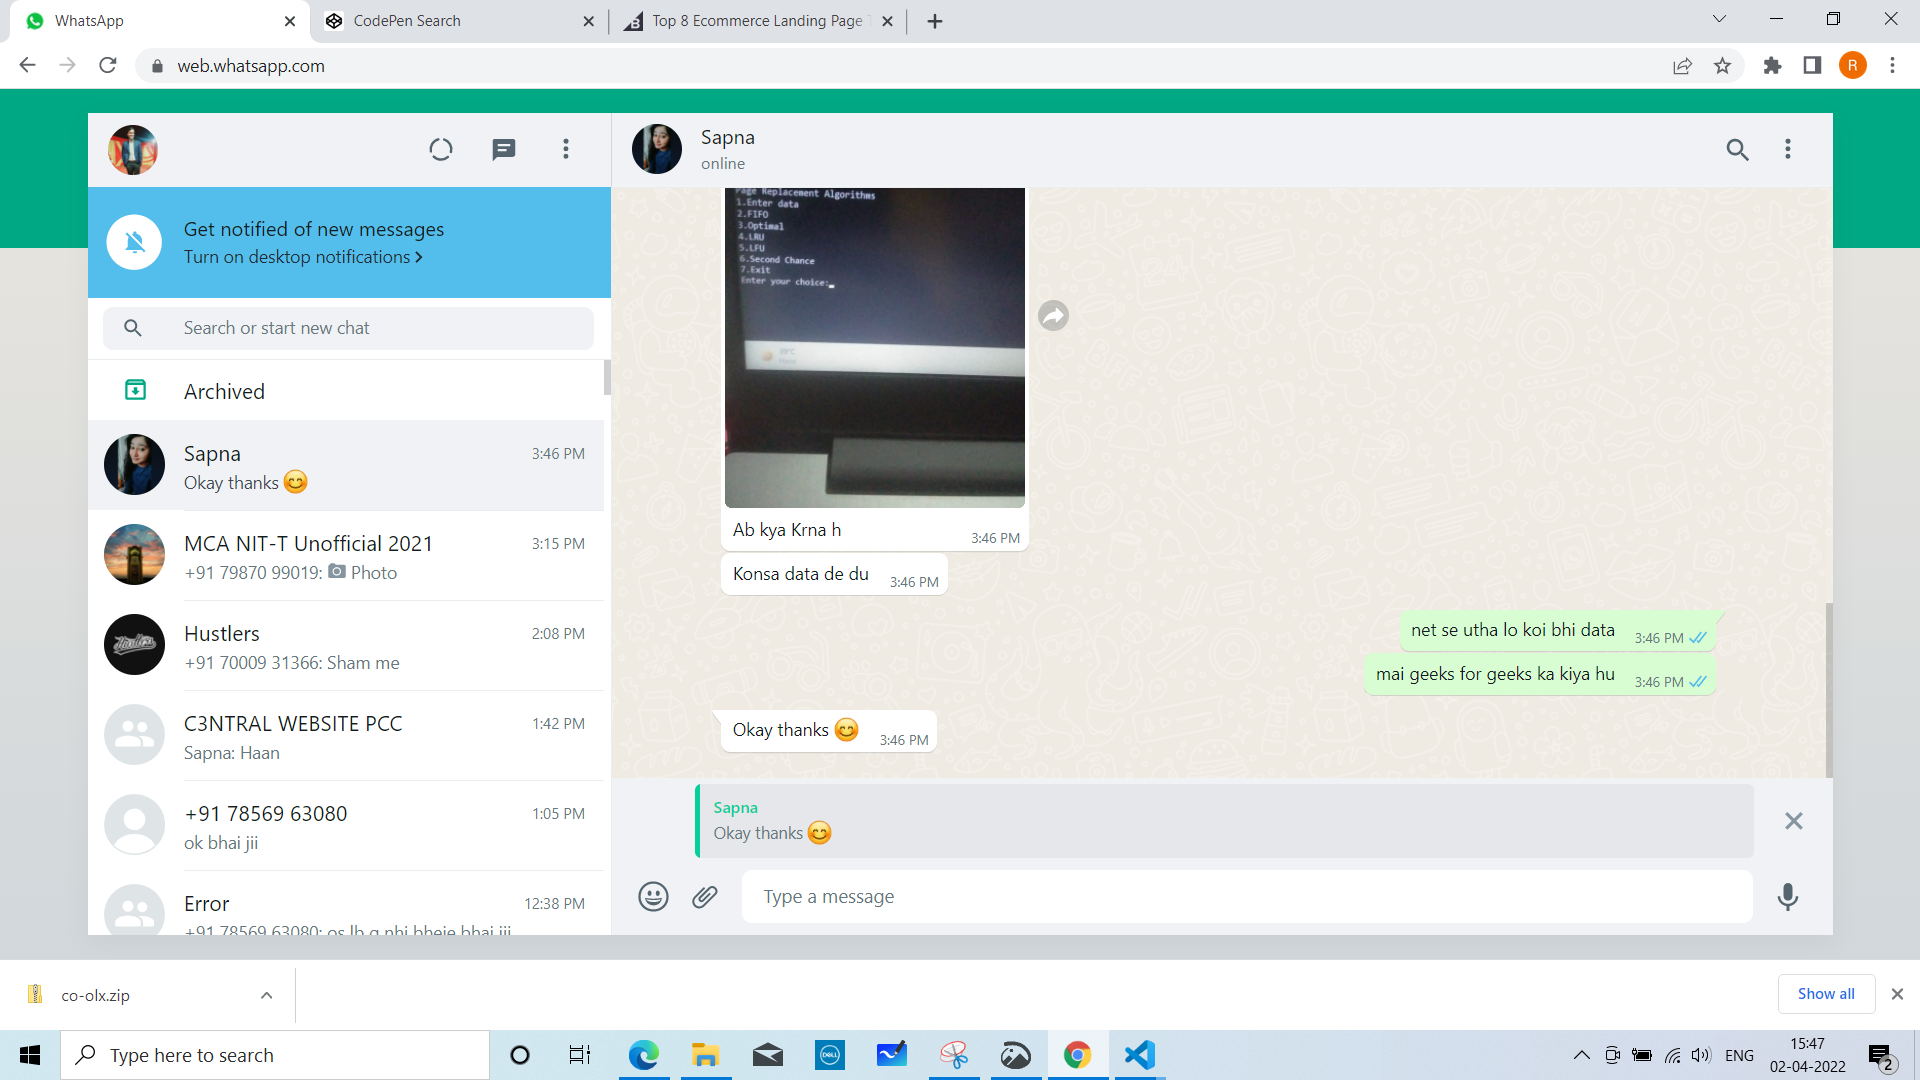 WhatsApp
CodePen Search
Top 8 Ecommerce Landing Page
web.whatsapp.com
R
Sapna
online
Get notified of new messages
Turn on desktop notifications
Search or start new chat
Archived
Sapna
3:46 PM
Okay thanks 😊
MCA NIT-T Unofficial 2021
3:15 PM
+91 79870 99019: Photo
Hustlers
2:08 PM
+91 70009 31366: Sham me
C3NTRAL WEBSITE PCC
1:42 PM
Sapna: Haan
+91 78569 63080
1:05 PM
ok bhai jii
Error
12:38 PM
+91 78569 63080: os lb q nhi bheje bhai jii
Page Replacement Algorithms
1.Enter data
2.FIFO
3.Optimal
4.LRU
5.LFU
6.Second Chance
7.Exit
Enter your choice:
Ab kya Krna h
3:46 PM
Konsa data de du
3:46 PM
net se utha lo koi bhi data
3:46 PM
mai geeks for geeks ka kiya hu
3:46 PM
Okay thanks 😊
3:46 PM
Sapna
Okay thanks 😊
Type a message
co-olx.zip
Show all
Type here to search
DELL
ENG
15:47
02-04-2022
2